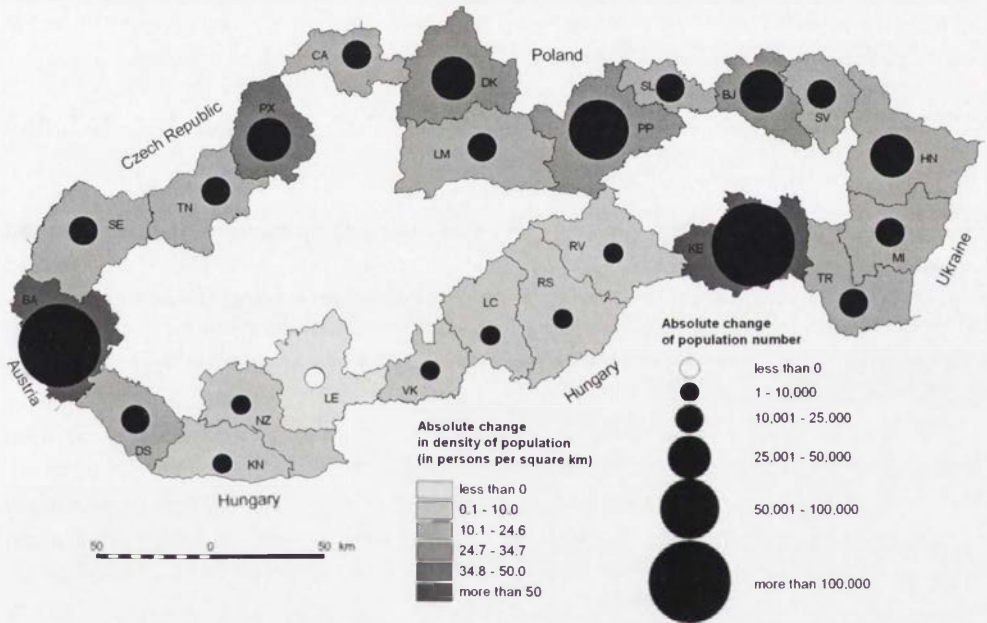 Poland
Czech Republic
Austria
Hungary
Hungary
Ukraine
CA
DK
PX
LM
SL
PP
BJ
SV
HN
TN
SE
BA
RV
RS
LC
KE
TR
MI
LE
VK
NZ
DS
KN
Absolute change
of population number
less than 0
1 - 10,000
10,001 - 25.000
25.001 - 50,000
50.001 - 100.000
more than 100.000
Absolute change
in density of population
(in persons per square km)
less than 0
0,1 - 10.0
10.1 - 24.6
24.7 - 34.7
34.8 - 50.0
more than 50
50 0 50 km